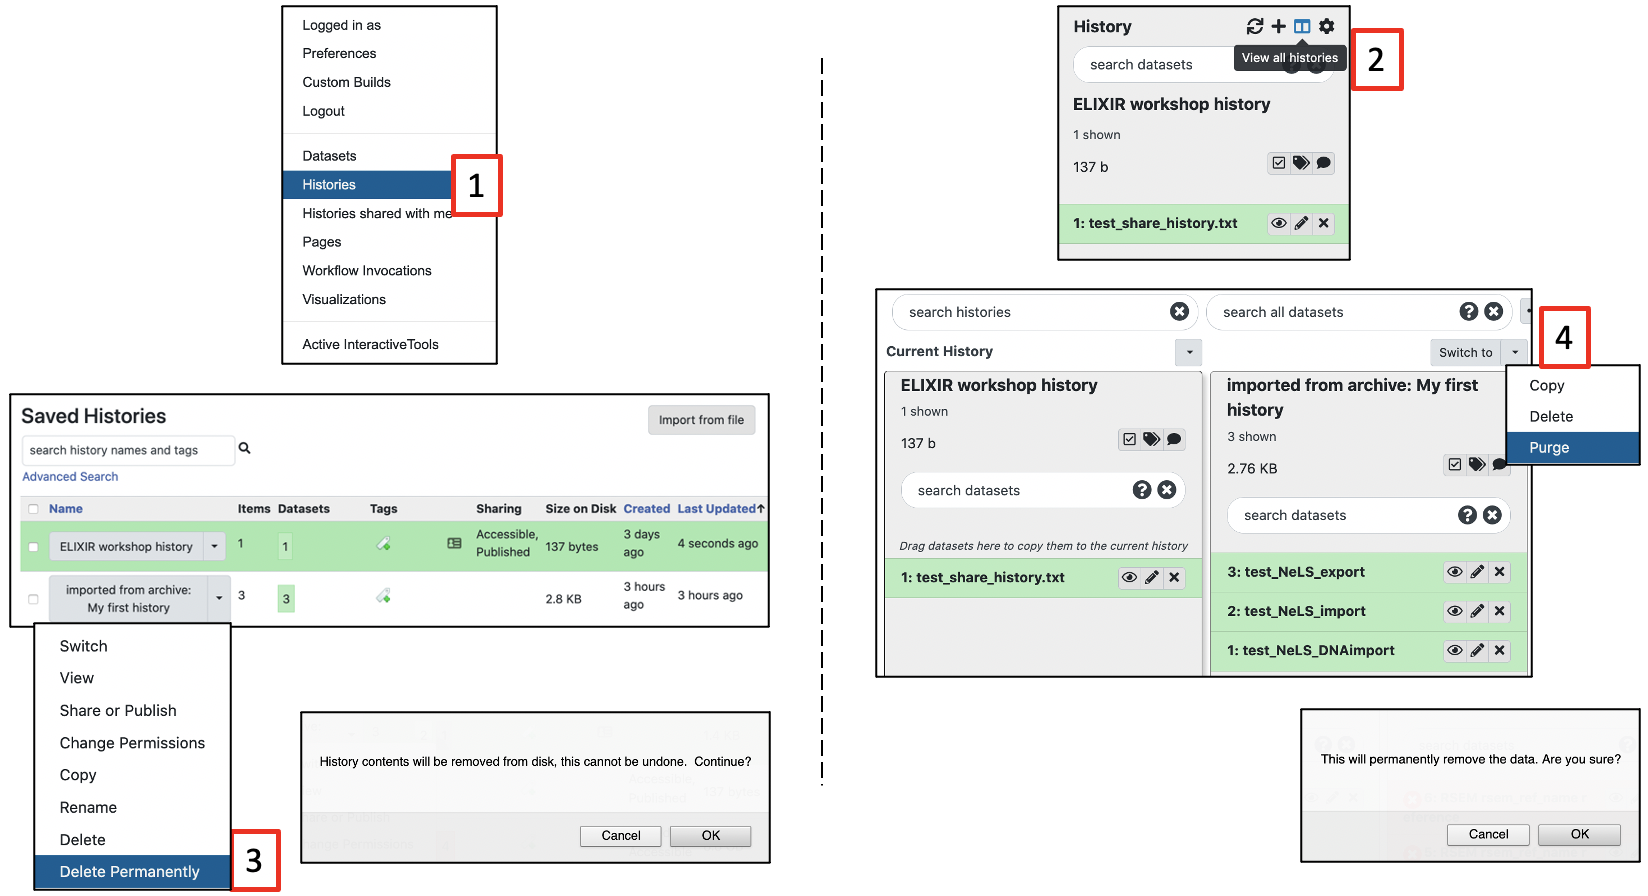 Logged in as
Preferences
Custom Builds
Logout
Datasets
Histories
1
Histories shared with me
Pages
Workflow Invocations
Visualizations
Active InteractiveTools
Saved Histories
Import from file
search history names and tags
Advanced Search
Name Items Datasets Tags Sharing Size on Disk Created Last Updated
ELIXIR workshop history 1 1 Accessible, Published 137 bytes 3 days ago 4 seconds ago
imported from archive: My first history 3 3 2.8 KB 3 hours ago 3 hours ago
Switch
View
Share or Publish
Change Permissions
Copy
Rename
Delete
Delete Permanently
3
History contents will be removed from disk, this cannot be undone. Continue?
Cancel OK
History
2
View all histories
search datasets
ELIXIR workshop history
1 shown
137 b
1: test_share_history.txt
search histories
search all datasets
4
Current History
Switch to
ELIXIR workshop history
1 shown
137 b
search datasets
Drag datasets here to copy them to the current history
1: test_share_history.txt
imported from archive: My first
history
3 shown
2.76 KB
search datasets
3: test_NeLS_export
2: test_NeLS_import
1: test_NeLS_DNAimport
Copy
Delete
Purge
This will permanently remove the data. Are you sure?
Cancel OK